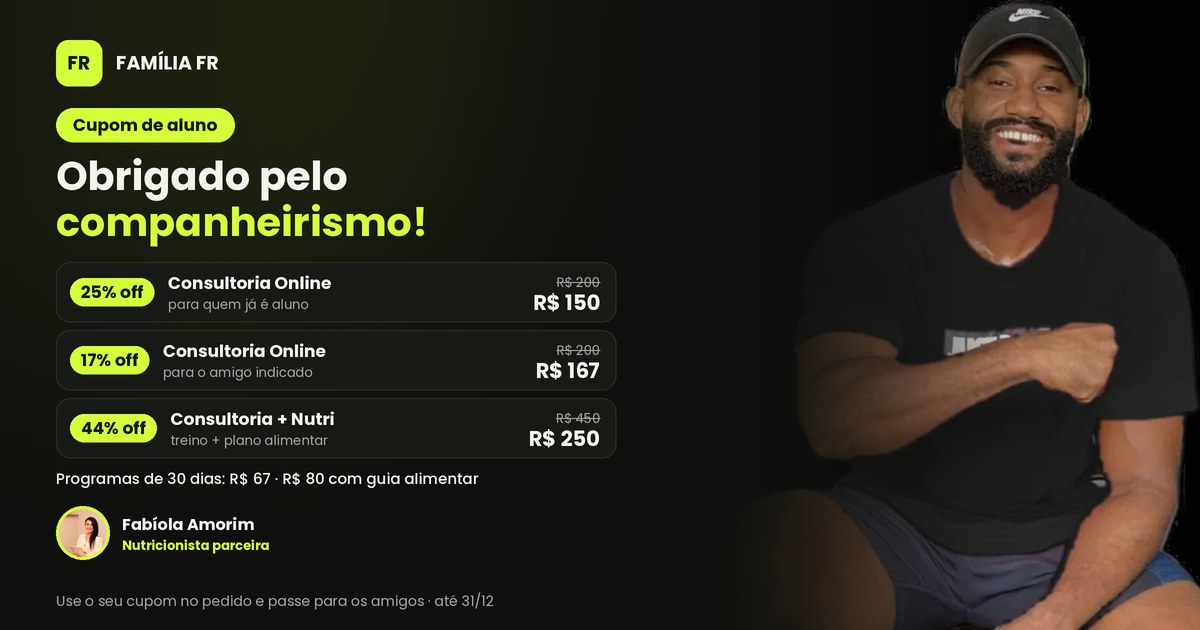 FR FAMÍLIA FR
Cupom de aluno
Obrigado pelo
companheirismo!
25% off Consultoria Online R$ 200
para quem já é aluno R$ 150
17% off Consultoria Online R$ 200
para o amigo indicado R$ 167
44% off Consultoria + Nutri R$ 450
treino + plano alimentar R$ 250
Programas de 30 dias: R$ 67 · R$ 80 com guia alimentar
Fabíola Amorim
Nutricionista parceira
Use o seu cupom no pedido e passe para os amigos · até 31/12
NIKE